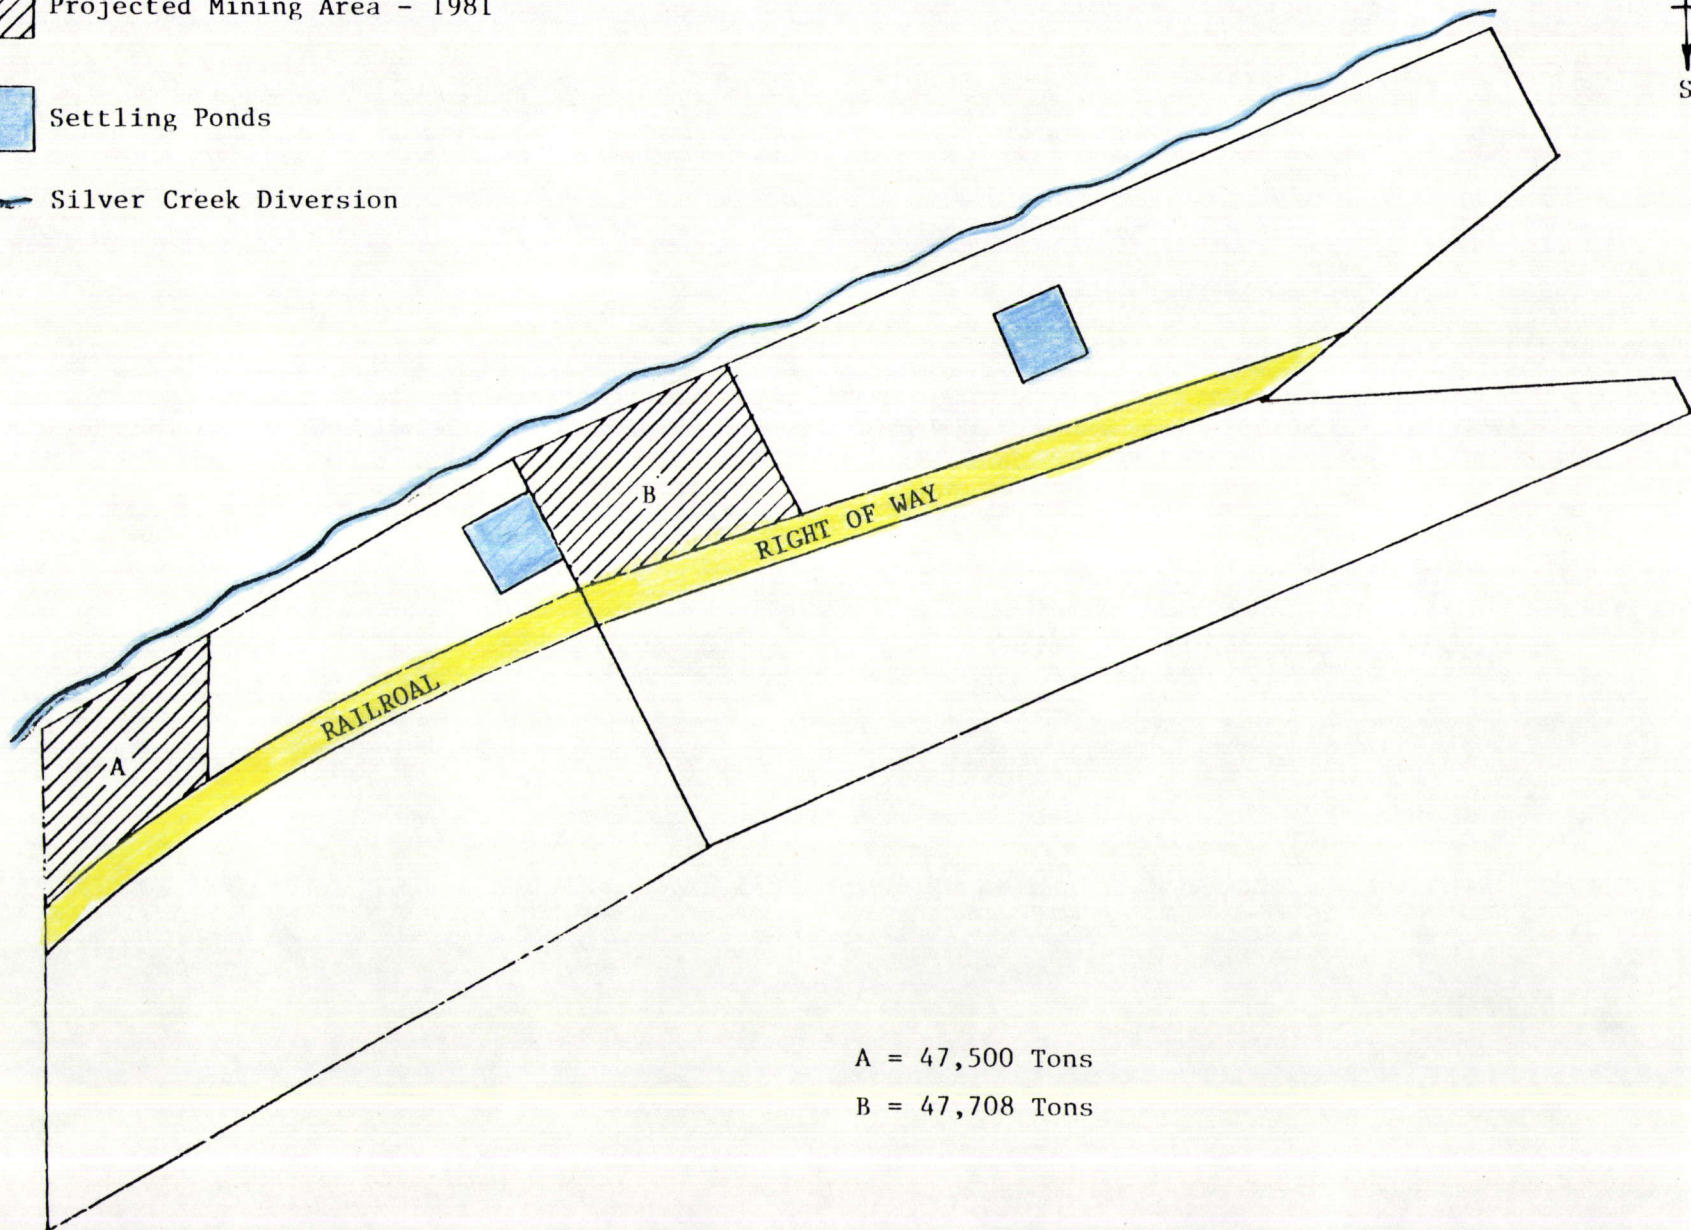 Projected Mining Area - 1981
S
Settling Ponds
Silver Creek Diversion
B
RIGHT OF WAY
RAILROAL
A
A = 47,500 Tons
B = 47,708 Tons